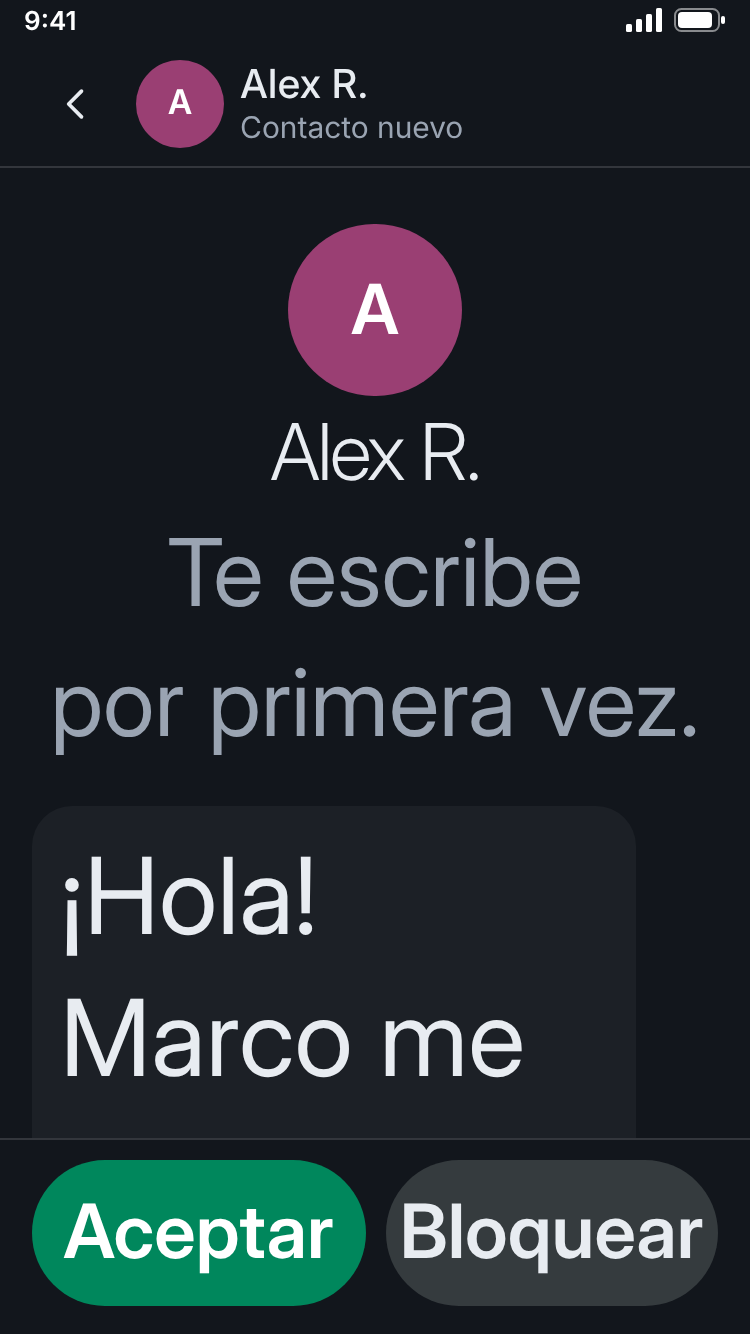 9:41
A
Alex R.
Contacto nuevo
A
Alex R.
Te escribe
por primera vez.
¡Hola!
Marco me
Aceptar
Bloquear